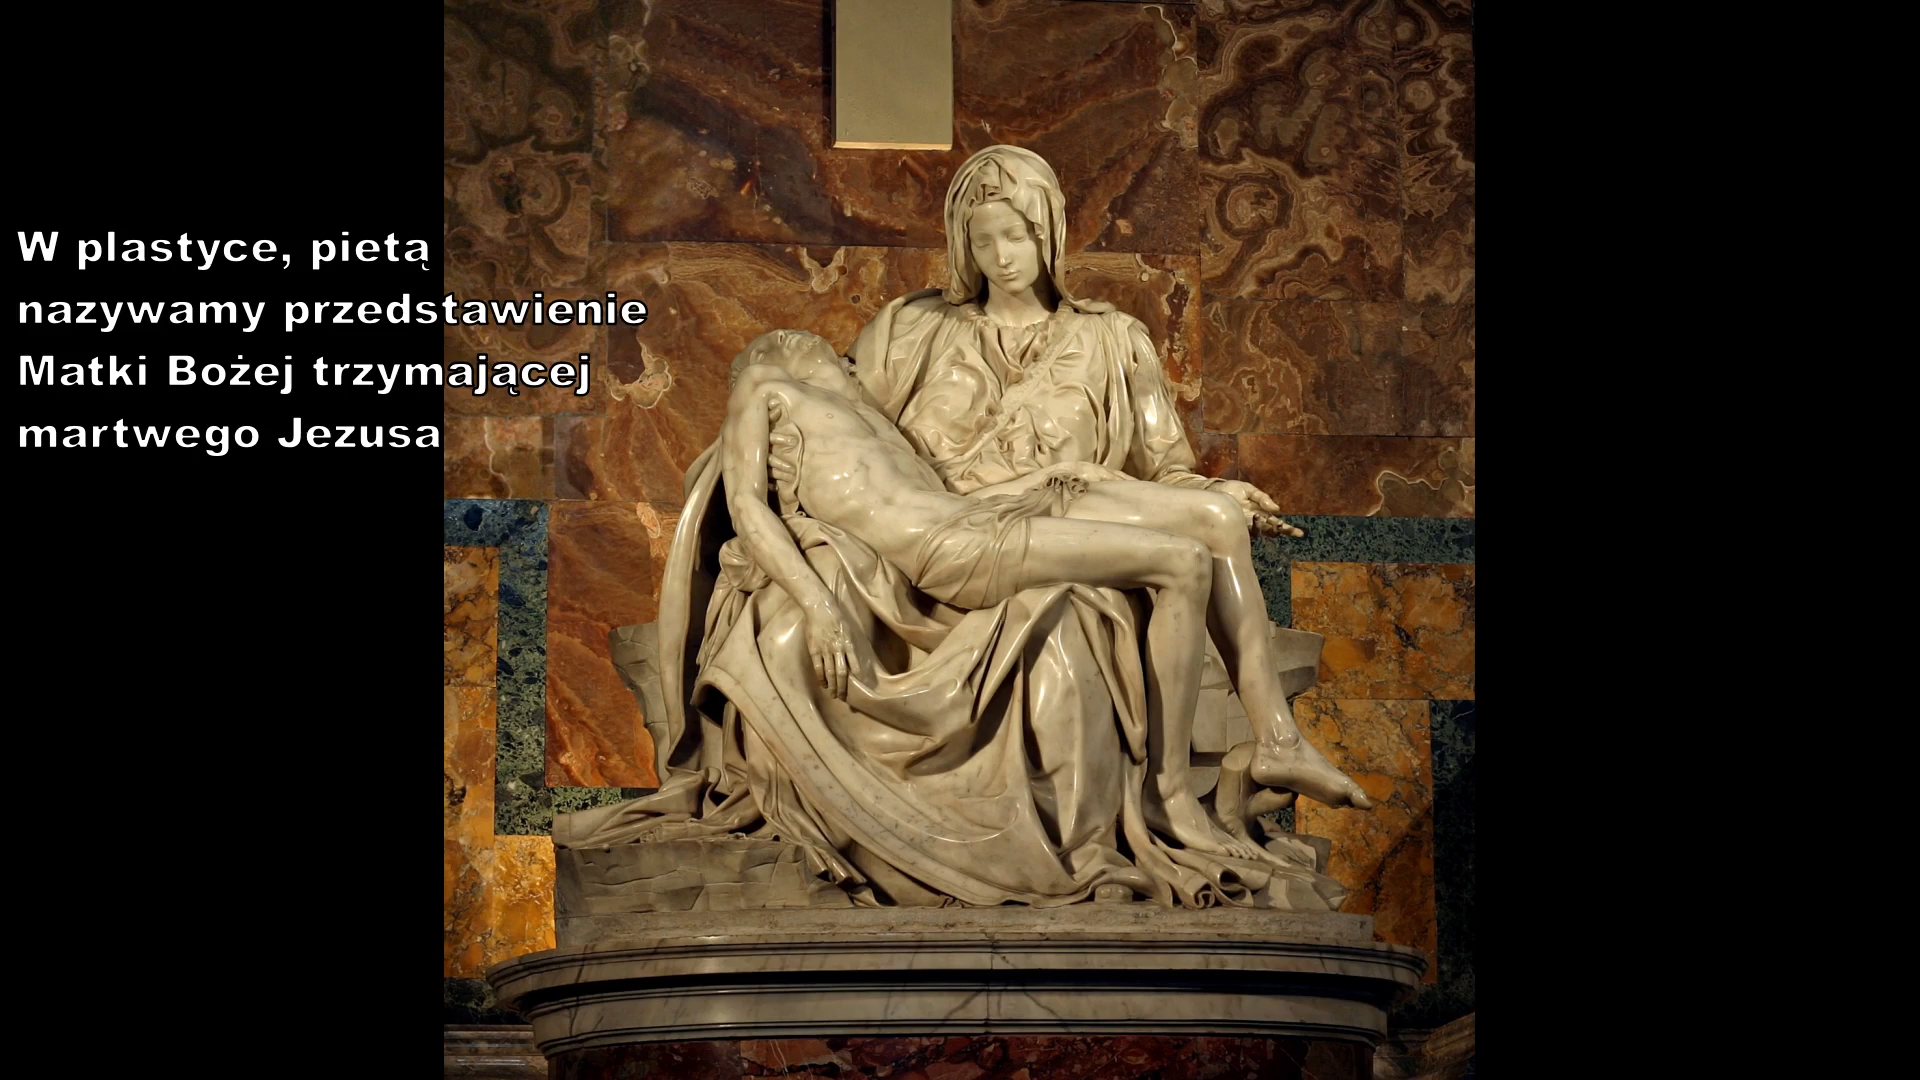 W plastyce, pietą
nazywamy przedstawienie
Matki Bożej trzymającej
martwego Jezusa